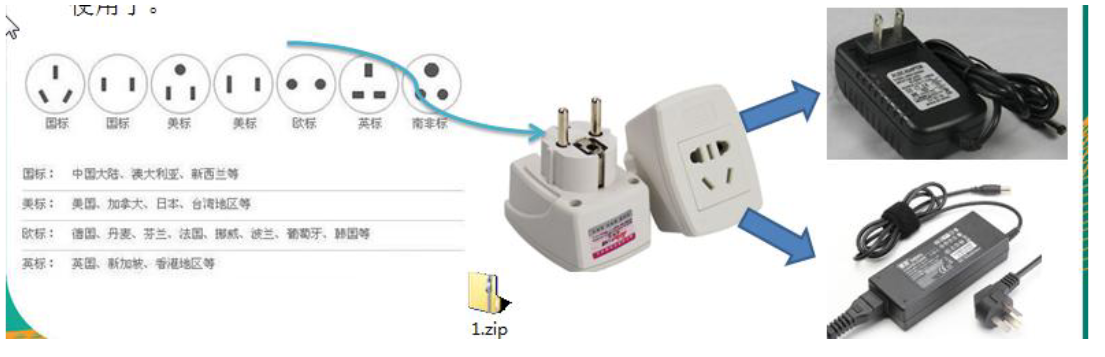 使用了。
国标 国标 美标 美标 欧标 英标 南非标
国标： 中国大陆、澳大利亚、新西兰等
美标： 美国、加拿大、日本、台湾地区等
欧标： 德国、丹麦、芬兰、法国、挪威、波兰、葡萄牙、韩国等
英标： 英国、新加坡、香港地区等
1.zip